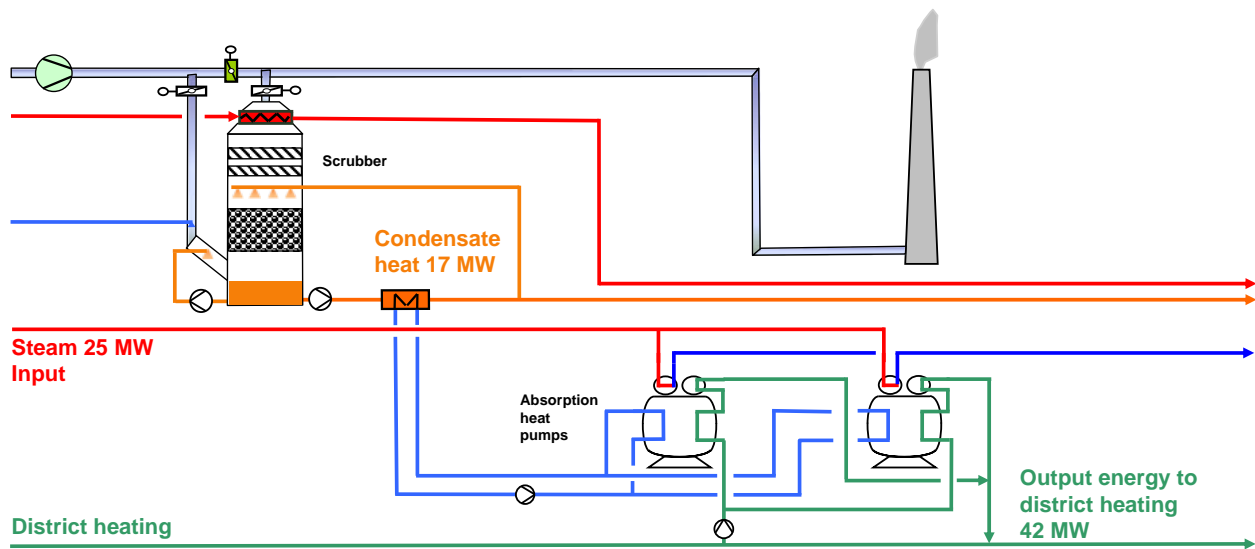 Scrubber
Condensate
heat 17 MW
Steam 25 MW
Input
Absorption
heat
pumps
Output energy to
district heating
42 MW
District heating